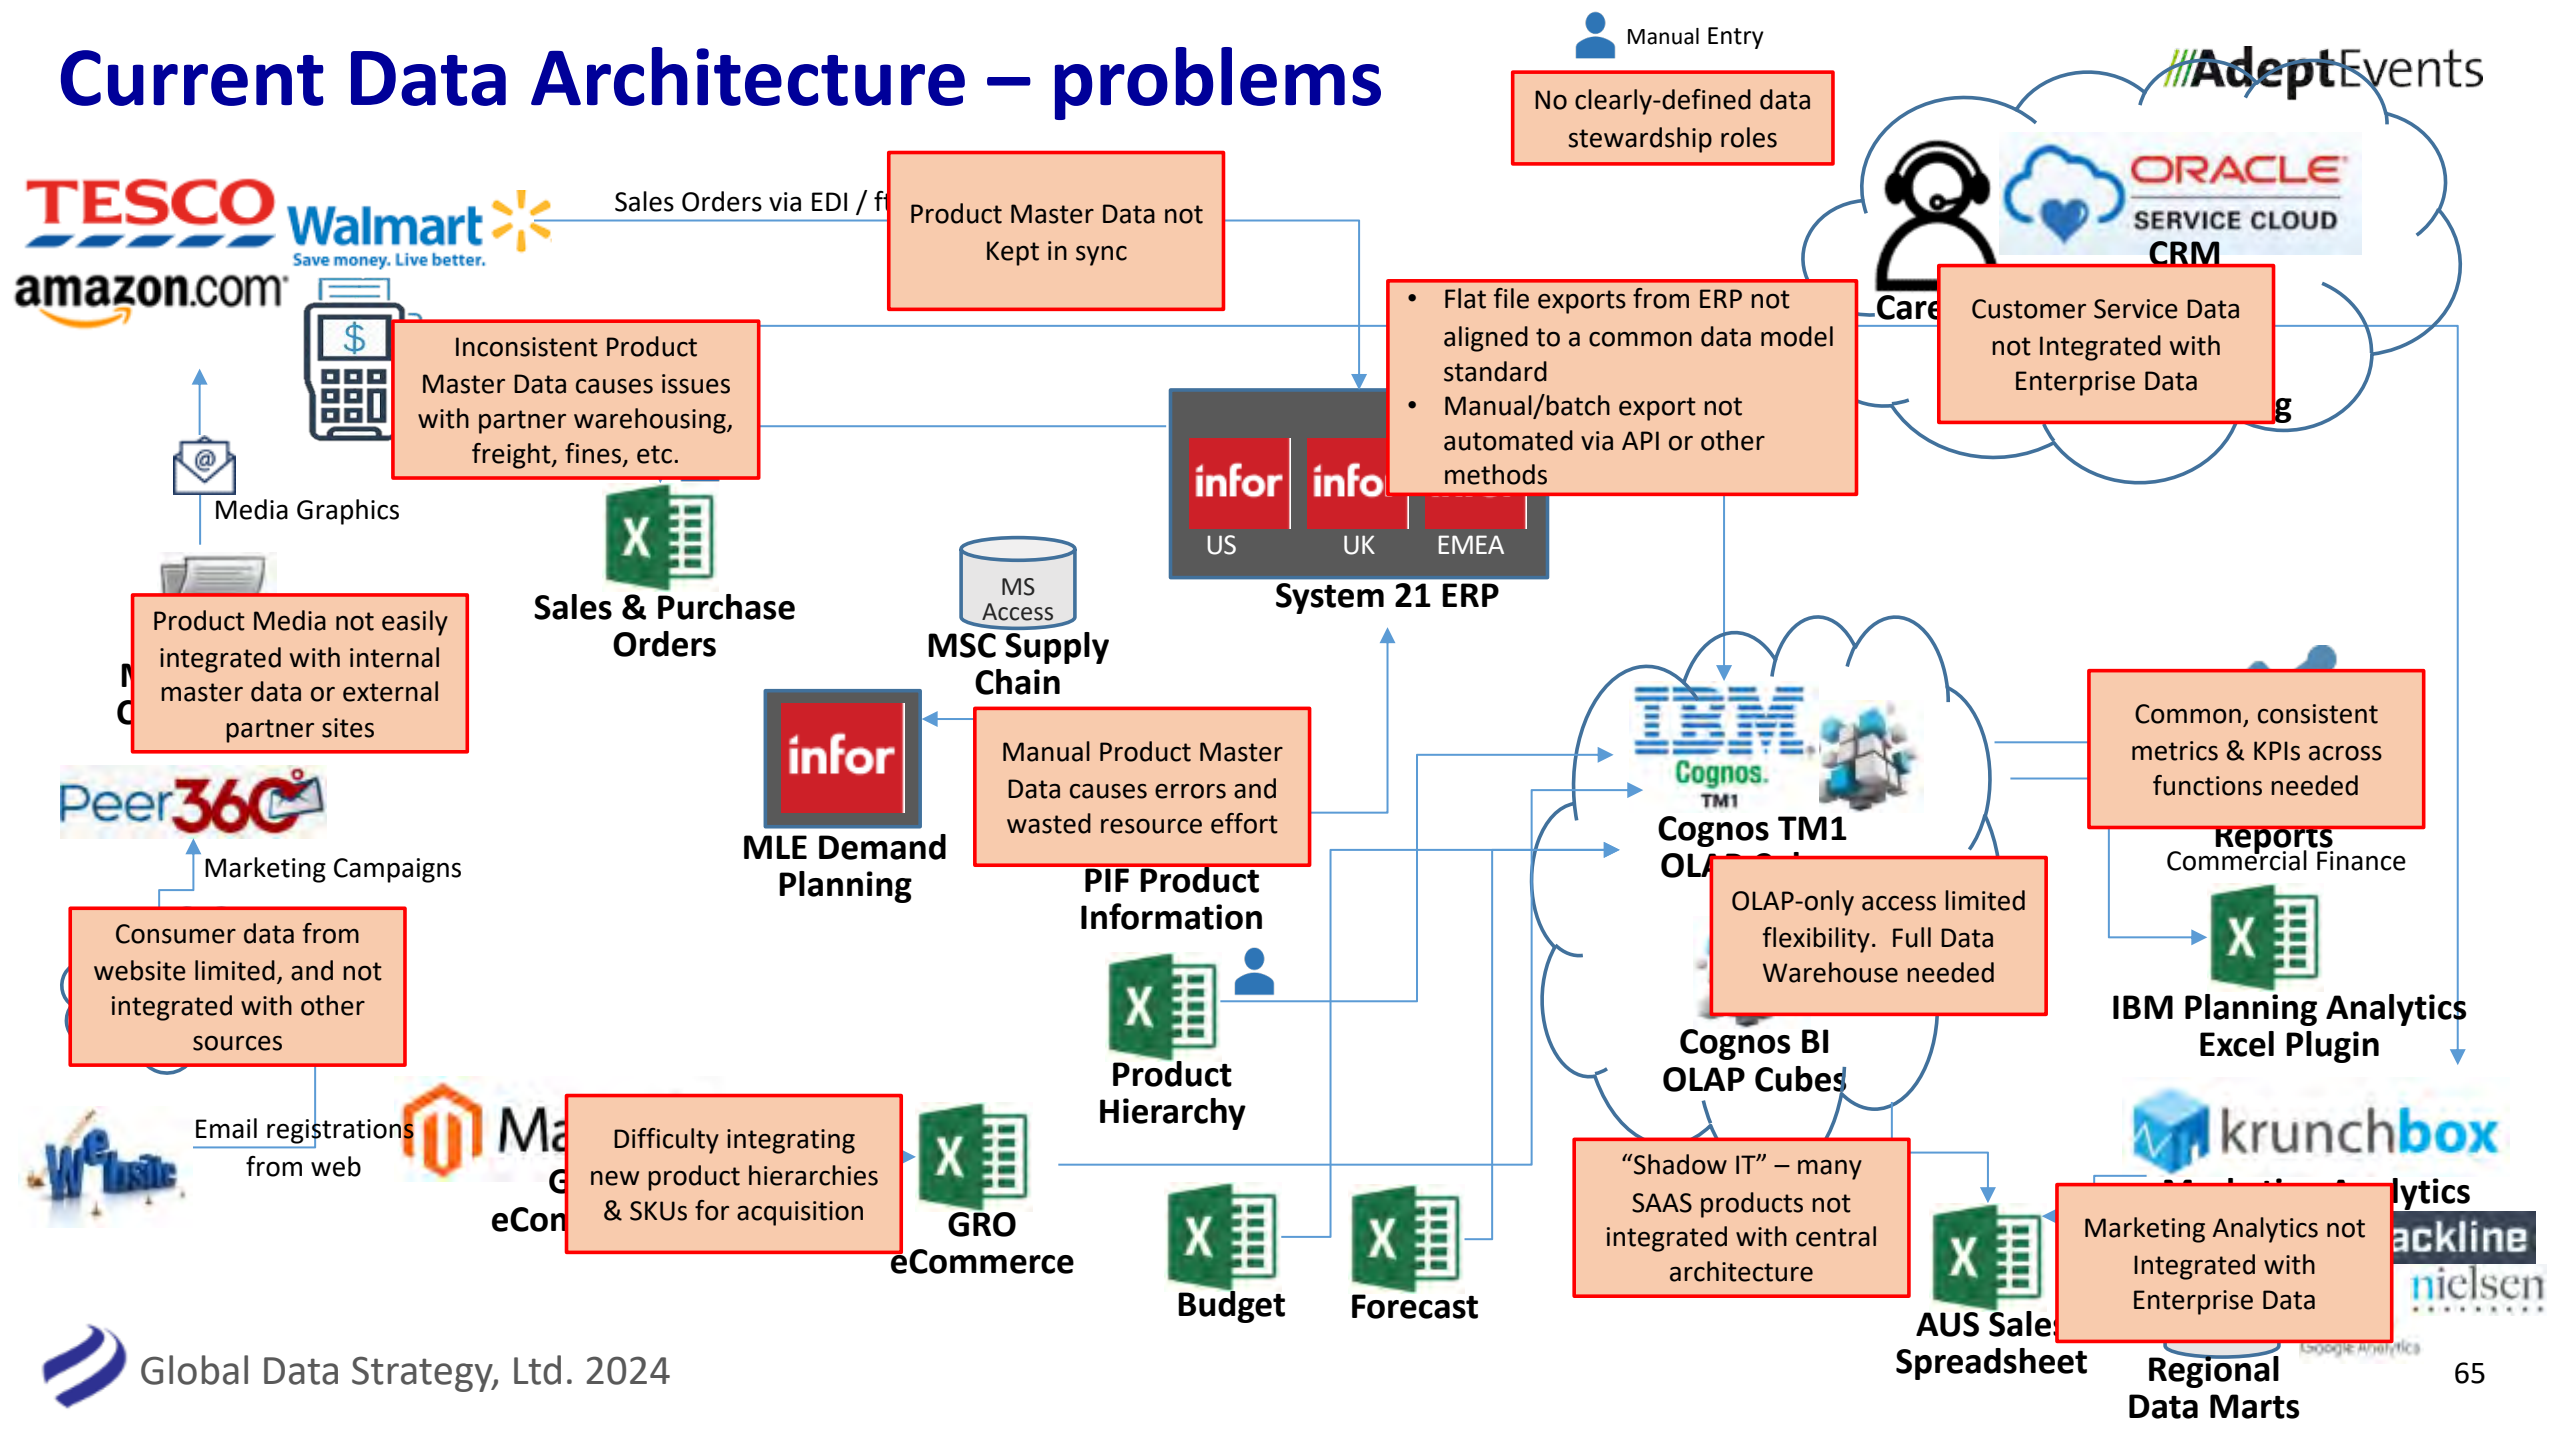 Current Data Architecture – problems
Manual Entry
AdeptEvents
No clearly-defined data
stewardship roles
TESCO
Walmart
Save money. Live better.
amazon.com
Sales Orders via EDI /
Product Master Data not
Kept in sync
ORACLE
SERVICE CLOUD
CRM
Care
Customer Service Data
not Integrated with
Enterprise Data
g
• Flat file exports from ERP not
aligned to a common data model
standard
• Manual/batch export not
automated via API or other
methods
$
Inconsistent Product
Master Data causes issues
with partner warehousing,
freight, fines, etc.
@
Media Graphics
X
Sales & Purchase
Orders
infor
US
UK
EMEA
System 21 ERP
MS
Access
MSC Supply
Chain
Product Media not easily
integrated with internal
master data or external
partner sites
infor
MLE Demand
Planning
Manual Product Master
Data causes errors and
wasted resource effort
PIF Product
Information
IBM
Cognos.
TM1
Cognos TM1
OLAP-only access limited
flexibility. Full Data
Warehouse needed
Cognos BI
OLAP Cubes
Common, consistent
metrics & KPIs across
functions needed
Reports
Commercial Finance
X
IBM Planning Analytics
Excel Plugin
Peer360
Marketing Campaigns
Consumer data from
website limited, and not
integrated with other
sources
Website
Email registrations
from web
Difficulty integrating
new product hierarchies
& SKUs for acquisition
X
GRO
eCommerce
X
Product
Hierarchy
X
Budget
X
Forecast
“Shadow IT” – many
SAAS products not
integrated with central
architecture
X
AUS Sales
Spreadsheet
krunchbox
Marketing Analytics not
Integrated with
Enterprise Data
nielsen
Google Analytics
Regional
Data Marts
Global Data Strategy, Ltd. 2024
65